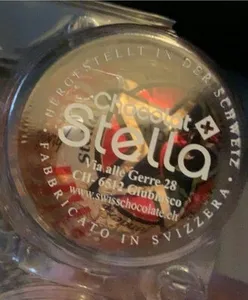 HERGESTELLT IN DER SCHWEIZ
Chocolat
Stella
Via alle Gerre 28
CH-6512 Giubiasco
www.swisschocolate.ch
FABBRICATO IN SVIZZERA